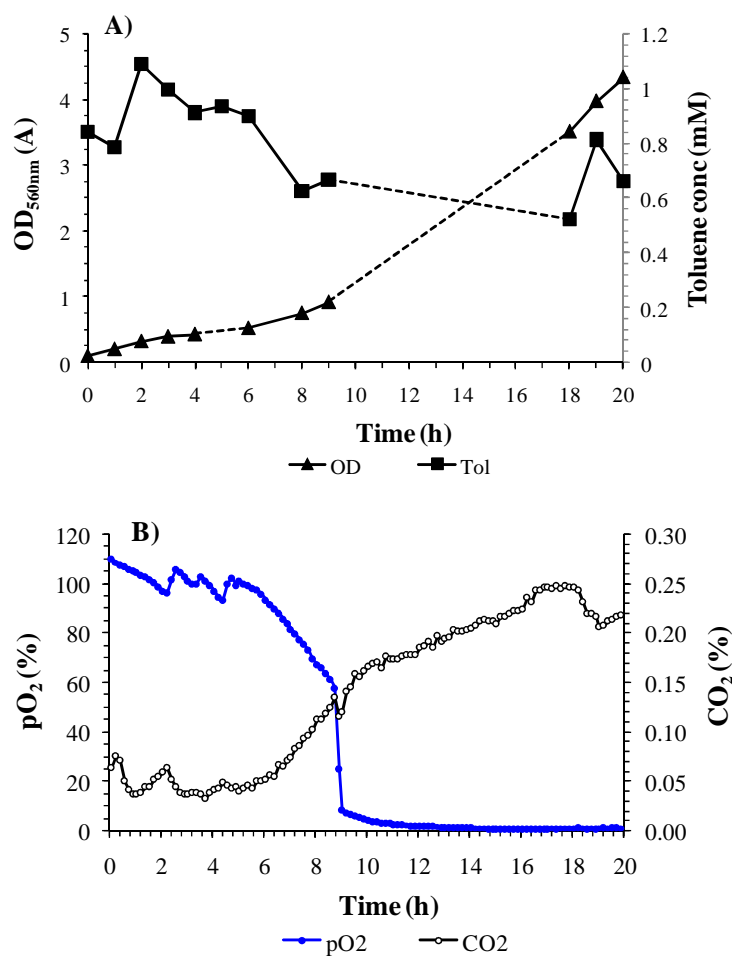 A)
OD560nm (A)
5
4
3
2
1
0
Toluene conc (mM)
1.2
1
0.8
0.6
0.4
0.2
0
0 2 4 6 8 10 12 14 16 18 20
Time (h)
OD Tol
B)
pO2 (%)
120
100
80
60
40
20
0
CO2 (%)
0.30
0.25
0.20
0.15
0.10
0.05
0.00
0 2 4 6 8 10 12 14 16 18 20
Time (h)
pO2 CO2